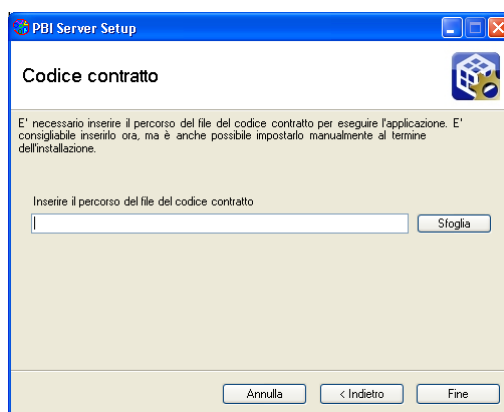 PBI Server Setup
Codice contratto
E' necessario inserire il percorso del file del codice contratto per eseguire l'applicazione. E'
consigliabile inserirlo ora, ma è anche possibile impostarlo manualmente al termine
dell'installazione.
Inserire il percorso del file del codice contratto
Sfoglia
Annulla
< Indietro
Fine